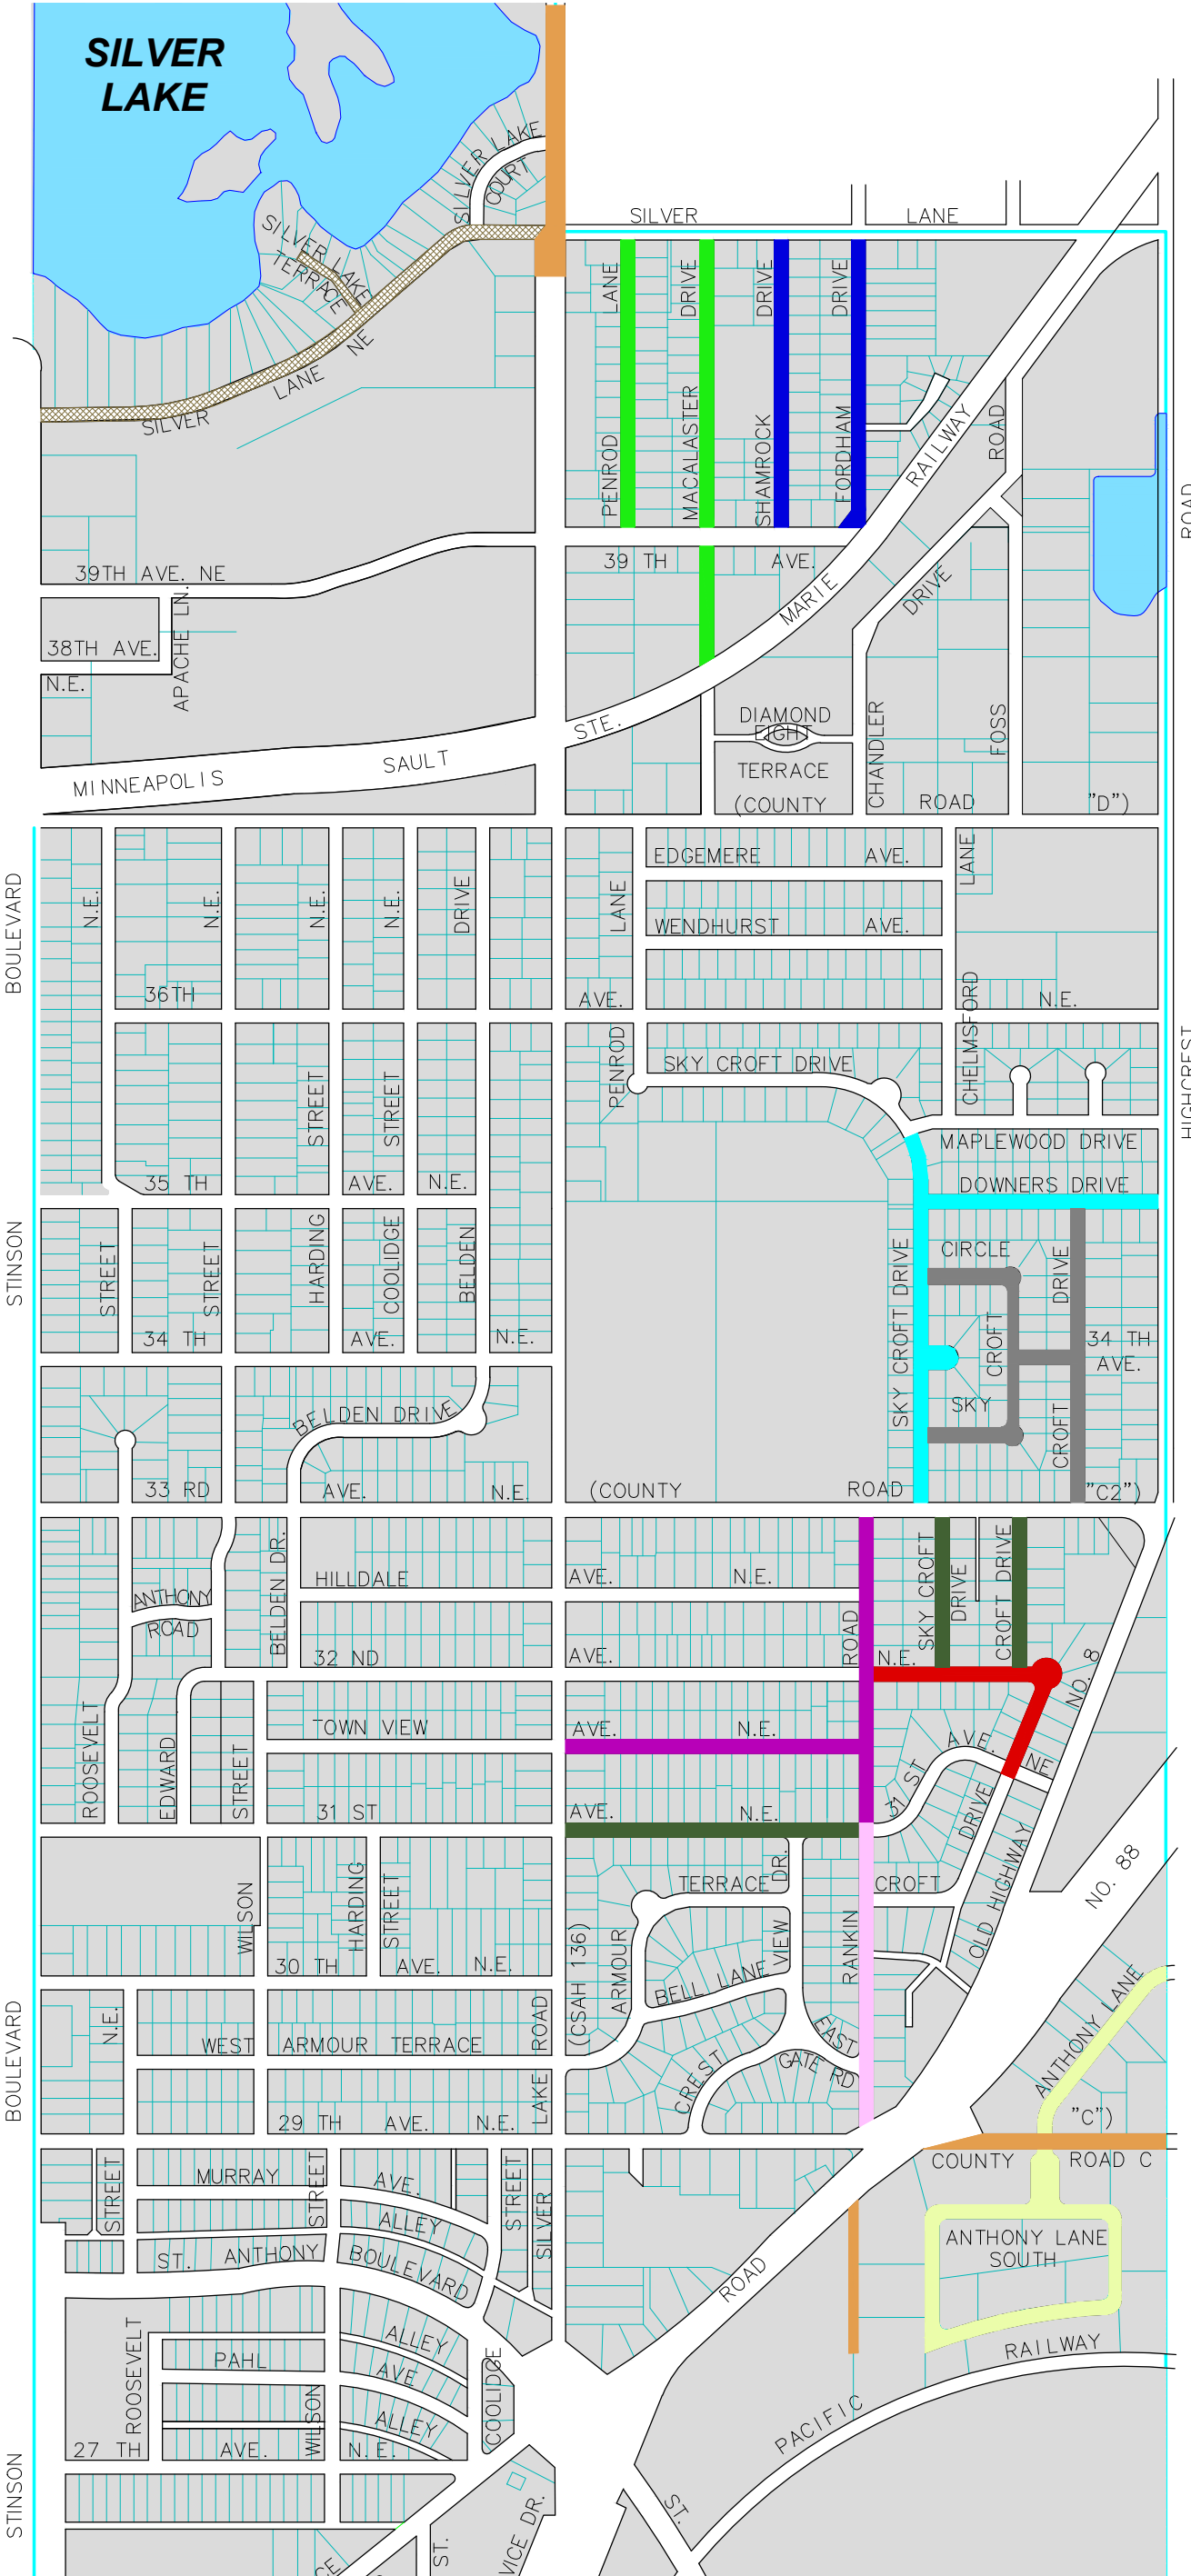 SILVER
LAKE
SILVER LAKE
COURT
SILVER
LANE
SILVER LAKE
TERRACE
NE
LANE
SILVER
LANE
DRIVE
DRIVE
DRIVE
PENROD
MACALASTER
SHAMROCK
FORDHAM
RAILWAY
ROAD
ROAD
39 TH
AVE.
39TH AVE. NE
38TH AVE.
N.E.
APACHE LN.
MARIE
DRIVE
STE.
DIAMOND
EIGHT
TERRACE
CHANDLER
FOSS
MINNEAPOLIS
SAULT
(COUNTY
ROAD
"D")
BOULEVARD
N.E.
N.E.
N.E.
N.E.
DRIVE
LANE
EDGEMERE
AVE.
LANE
WENDHURST
AVE.
36TH
AVE.
N.E.
PENROD
SKY CROFT DRIVE
CHELMSFORD
HIGHCREST
STREET
STREET
MAPLEWOOD DRIVE
35 TH
AVE.
N.E.
DOWNERS DRIVE
STINSON
STREET
STREET
HARDING
COOLIDGE
BELDEN
SKY CROFT DRIVE
CIRCLE
DRIVE
34 TH
AVE.
N.E.
CROFT
34 TH
AVE.
SKY
CROFT
BELDEN DRIVE
33 RD
AVE.
N.E.
(COUNTY
ROAD
"C2")
BELDEN DR.
HILLDALE
AVE.
N.E.
SKY CROFT
DRIVE
CROFT DRIVE
ANTHONY
ROAD
32 ND
AVE.
ROAD
N.E.
NO. 8
ROOSEVELT
EDWARD
STREET
TOWN VIEW
AVE.
N.E.
AVE.
NE
31 ST
31 ST
AVE.
N.E.
DRIVE
WILSON
HARDING
STREET
TERRACE
DR.
CROFT
OLD HIGHWAY
NO. 88
30 TH
AVE.
N.E.
(CSAH 136)
ARMOUR
VIEW
RANKIN
BELL LANE
BOULEVARD
N.E.
WEST
ARMOUR
TERRACE
ROAD
EAST
GATE RD
CREST
ANTHONY LANE
29 TH
AVE.
N.E.
LAKE
"C")
COUNTY
ROAD C
STREET
MURRAY
STREET
AVE.
STREET
SILVER
ALLEY
ST.
ANTHONY
BOULEVARD
ANTHONY LANE
SOUTH
ROAD
ROOSEVELT
ALLEY
RAILWAY
PAHL
AVE
COOLIDGE
WILSON
ALLEY
PACIFIC
27 TH
AVE.
N.E.
STINSON
ST.
VICE DR.
ST.
CE